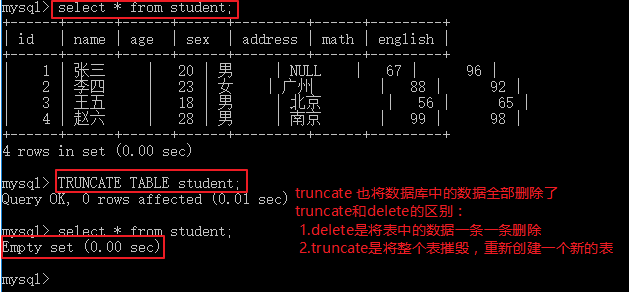 mysql> select * from student;
+------+------+------+------+---------+------+---------+
| id | name | age | sex | address | math | english |
+------+------+------+------+---------+------+---------+
| 1 | 张三 | 20 | 男 | NULL | 67 | 96 |
| 2 | 李四 | 23 | 女 | 广州 | 88 | 92 |
| 3 | 王五 | 18 | 男 | 北京 | 56 | 65 |
| 4 | 赵六 | 28 | 男 | 南京 | 99 | 98 |
+------+------+------+------+---------+------+---------+
4 rows in set (0.00 sec)
mysql> TRUNCATE TABLE student;
Query OK, 0 rows affected (0.01 sec)
mysql> select * from student;
Empty set (0.00 sec)
mysql>
truncate 也将数据库中的数据全部删除了
truncate和delete的区别：
1.delete是将表中的数据一条一条删除
2.truncate是将整个表摧毁，重新创建一个新的表